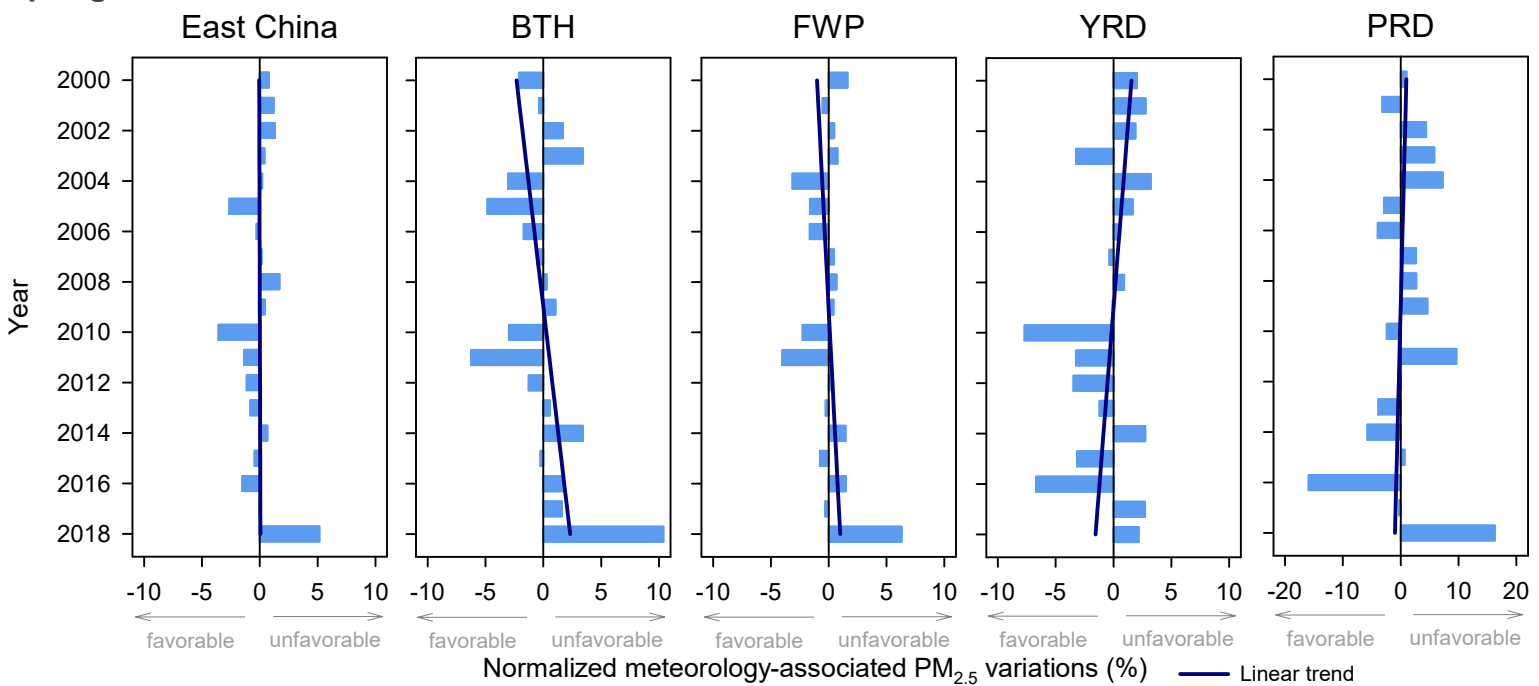 East China BTH FWP YRD PRD
2000
2002
2004
2006
2008
2010
2012
2014
2016
2018
Year
-10 -5 0 5 10 -10 -5 0 5 10 -10 -5 0 5 10 -10 -5 0 5 10 -20 -10 0 10 20
favorable unfavorable favorable unfavorable favorable unfavorable favorable unfavorable favorable unfavorable
Normalized meteorology-associated PM2.5 variations (%) Linear trend